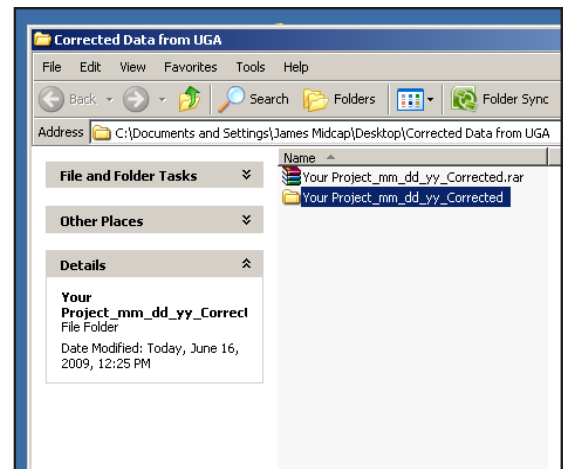 Corrected Data from UGA
File Edit View Favorites Tools Help
Back Search Folders Folder Sync
Address C:\Documents and Settings\James Midcap\Desktop\Corrected Data from UGA
Name
File and Folder Tasks
Your Project_mm_dd_yy_Corrected.rar
Your Project_mm_dd_yy_Corrected
Other Places
Details
Your
Project_mm_dd_yy_Correct
File Folder
Date Modified: Today, June 16,
2009, 12:25 PM